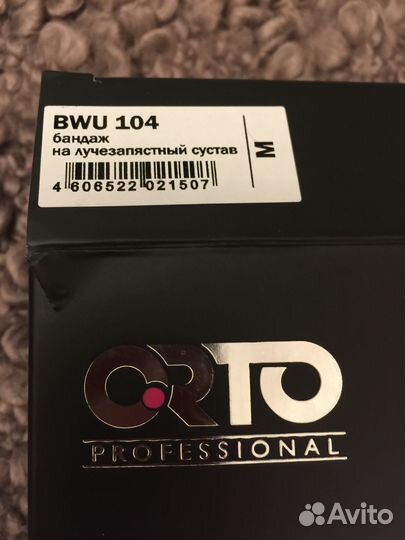 BWU 104
бандаж
на лучезапястный сустав
M
4 606522 021507
ORTO
PROFESSIONAL
Avito